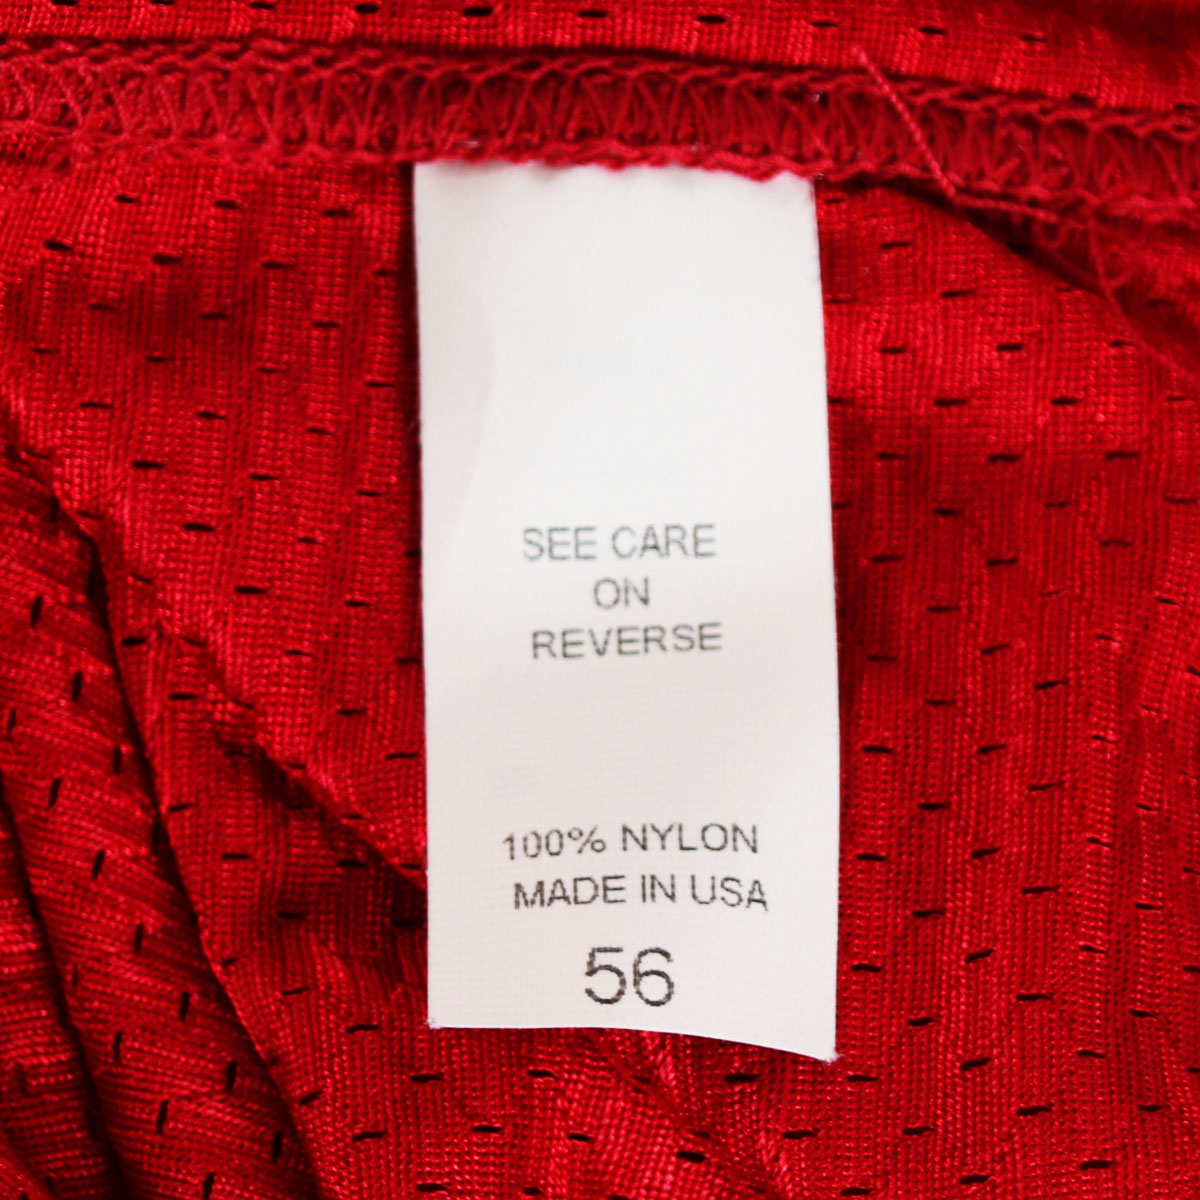 SEE CARE
ON
REVERSE
100% NYLON
MADE IN USA
56